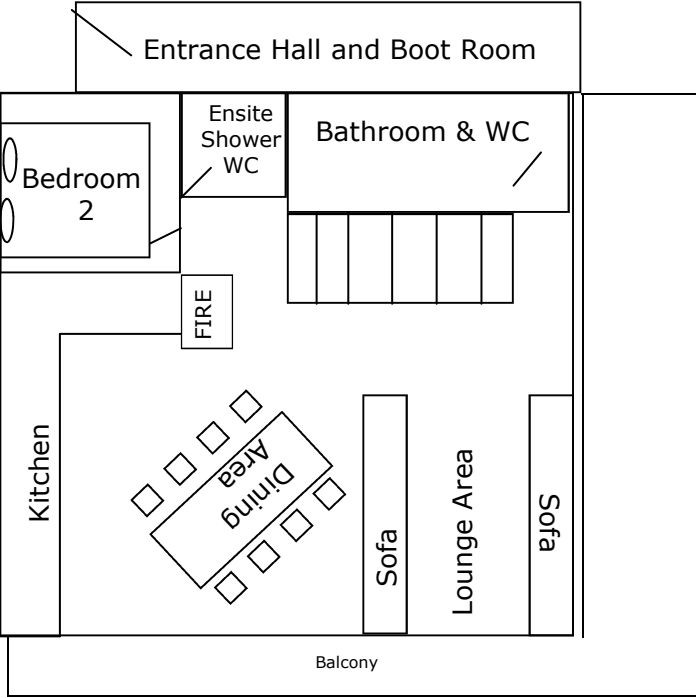 Entrance Hall and Boot Room
Ensite
Shower
WC
Bathroom & WC
Bedroom
2
FIRE
Kitchen
Dining
Area
Sofa
Lounge Area
Sofa
Balcony